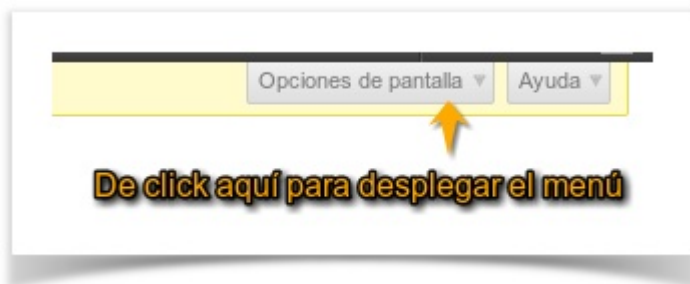 Opciones de pantalla Ayuda
De click aquí para desplegar el menú